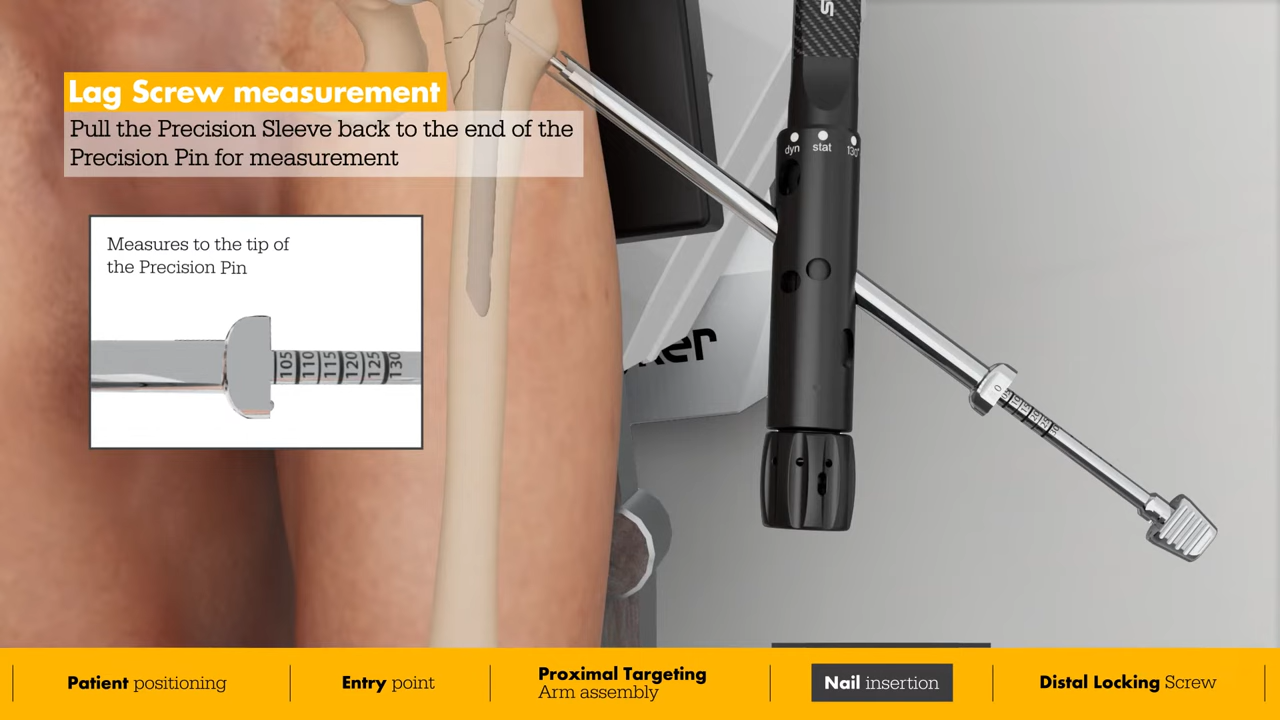 S
Lag Screw measurement
Pull the Precision Sleeve back to the end of the
Precision Pin for measurement
dyn stat 130°
Measures to the tip of
the Precision Pin
105 110 115 120 125 130
ker
0
Patient positioning
Entry point
Proximal Targeting
Arm assembly
Nail insertion
Distal Locking Screw